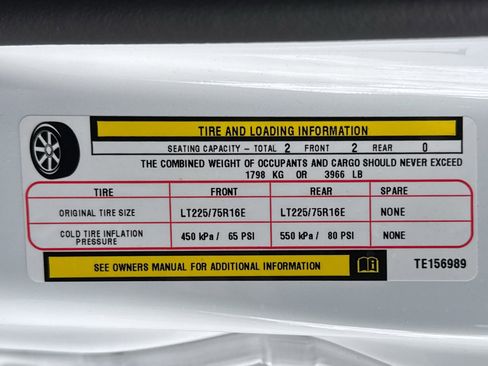 TIRE AND LOADING INFORMATION
SEATING CAPACITY - TOTAL 2 FRONT 2 REAR 0
THE COMBINED WEIGHT OF OCCUPANTS AND CARGO SHOULD NEVER EXCEED
1798 KG OR 3966 LB
TIRE FRONT REAR SPARE
ORIGINAL TIRE SIZE LT225/75R16E LT225/75R16E NONE
COLD TIRE INFLATION PRESSURE 450 kPa / 65 PSI 550 kPa / 80 PSI NONE
SEE OWNERS MANUAL FOR ADDITIONAL INFORMATION
TE156989